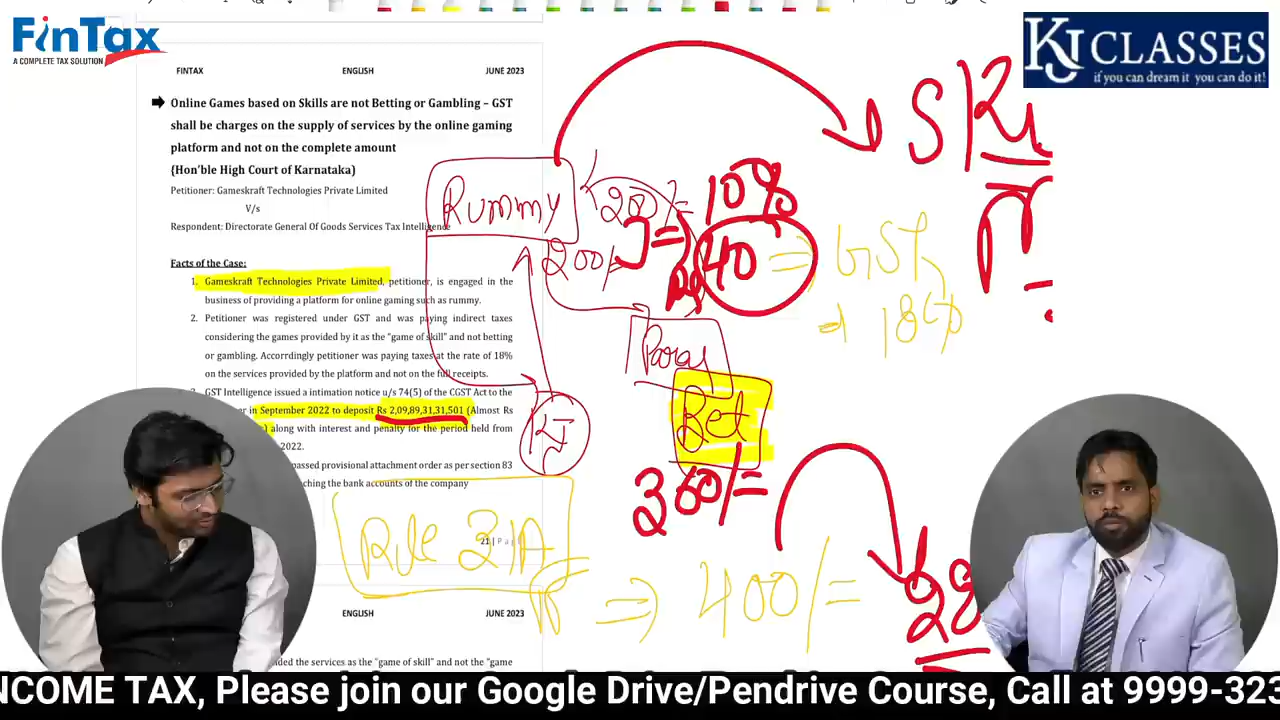 FinTax
A COMPLETE TAX SOLUTION
KJ CLASSES
if you can dream it you can do it!
FINTAX ENGLISH JUNE 2023
Online Games based on Skills are not Betting or Gambling – GST
shall be charges on the supply of services by the online gaming
platform and not on the complete amount
(Hon'ble High Court of Karnataka)
Petitioner: Gameskraft Technologies Private Limited
V/s
Respondent: Directorate General Of Goods Services Tax Intelligence
Facts of the Case:
1. Gameskraft Technologies Private Limited, petitioner, is engaged in the
business of providing a platform for online gaming such as rummy.
2. Petitioner was registered under GST and was paying indirect taxes
considering the games provided by it as the "game of skill" and not betting
or gambling. Accorrdingly petitioner was paying taxes at the rate of 18%
on the services provided by the platform and not on the full receipts.
GST Intelligence issued a intimation notice u/s 74(5) of the CGST Act to the
in September 2022 to deposit Rs 2,09,89,31,31,501 (Almost Rs
along with interest and penalty for the period held from
2022.
passed provisional attachment order as per section 83
aching the bank accounts of the company
21 | P a g
ENGLISH JUNE 2023
ded the services as the "game of skill" and not the "game
Rummy
200/=
200/=
10%
40
GST
18%
Paras
Bet
KJ
360/=
Rule 31A
400/=
28
NCOME TAX, Please join our Google Drive/Pendrive Course, Call at 9999-323